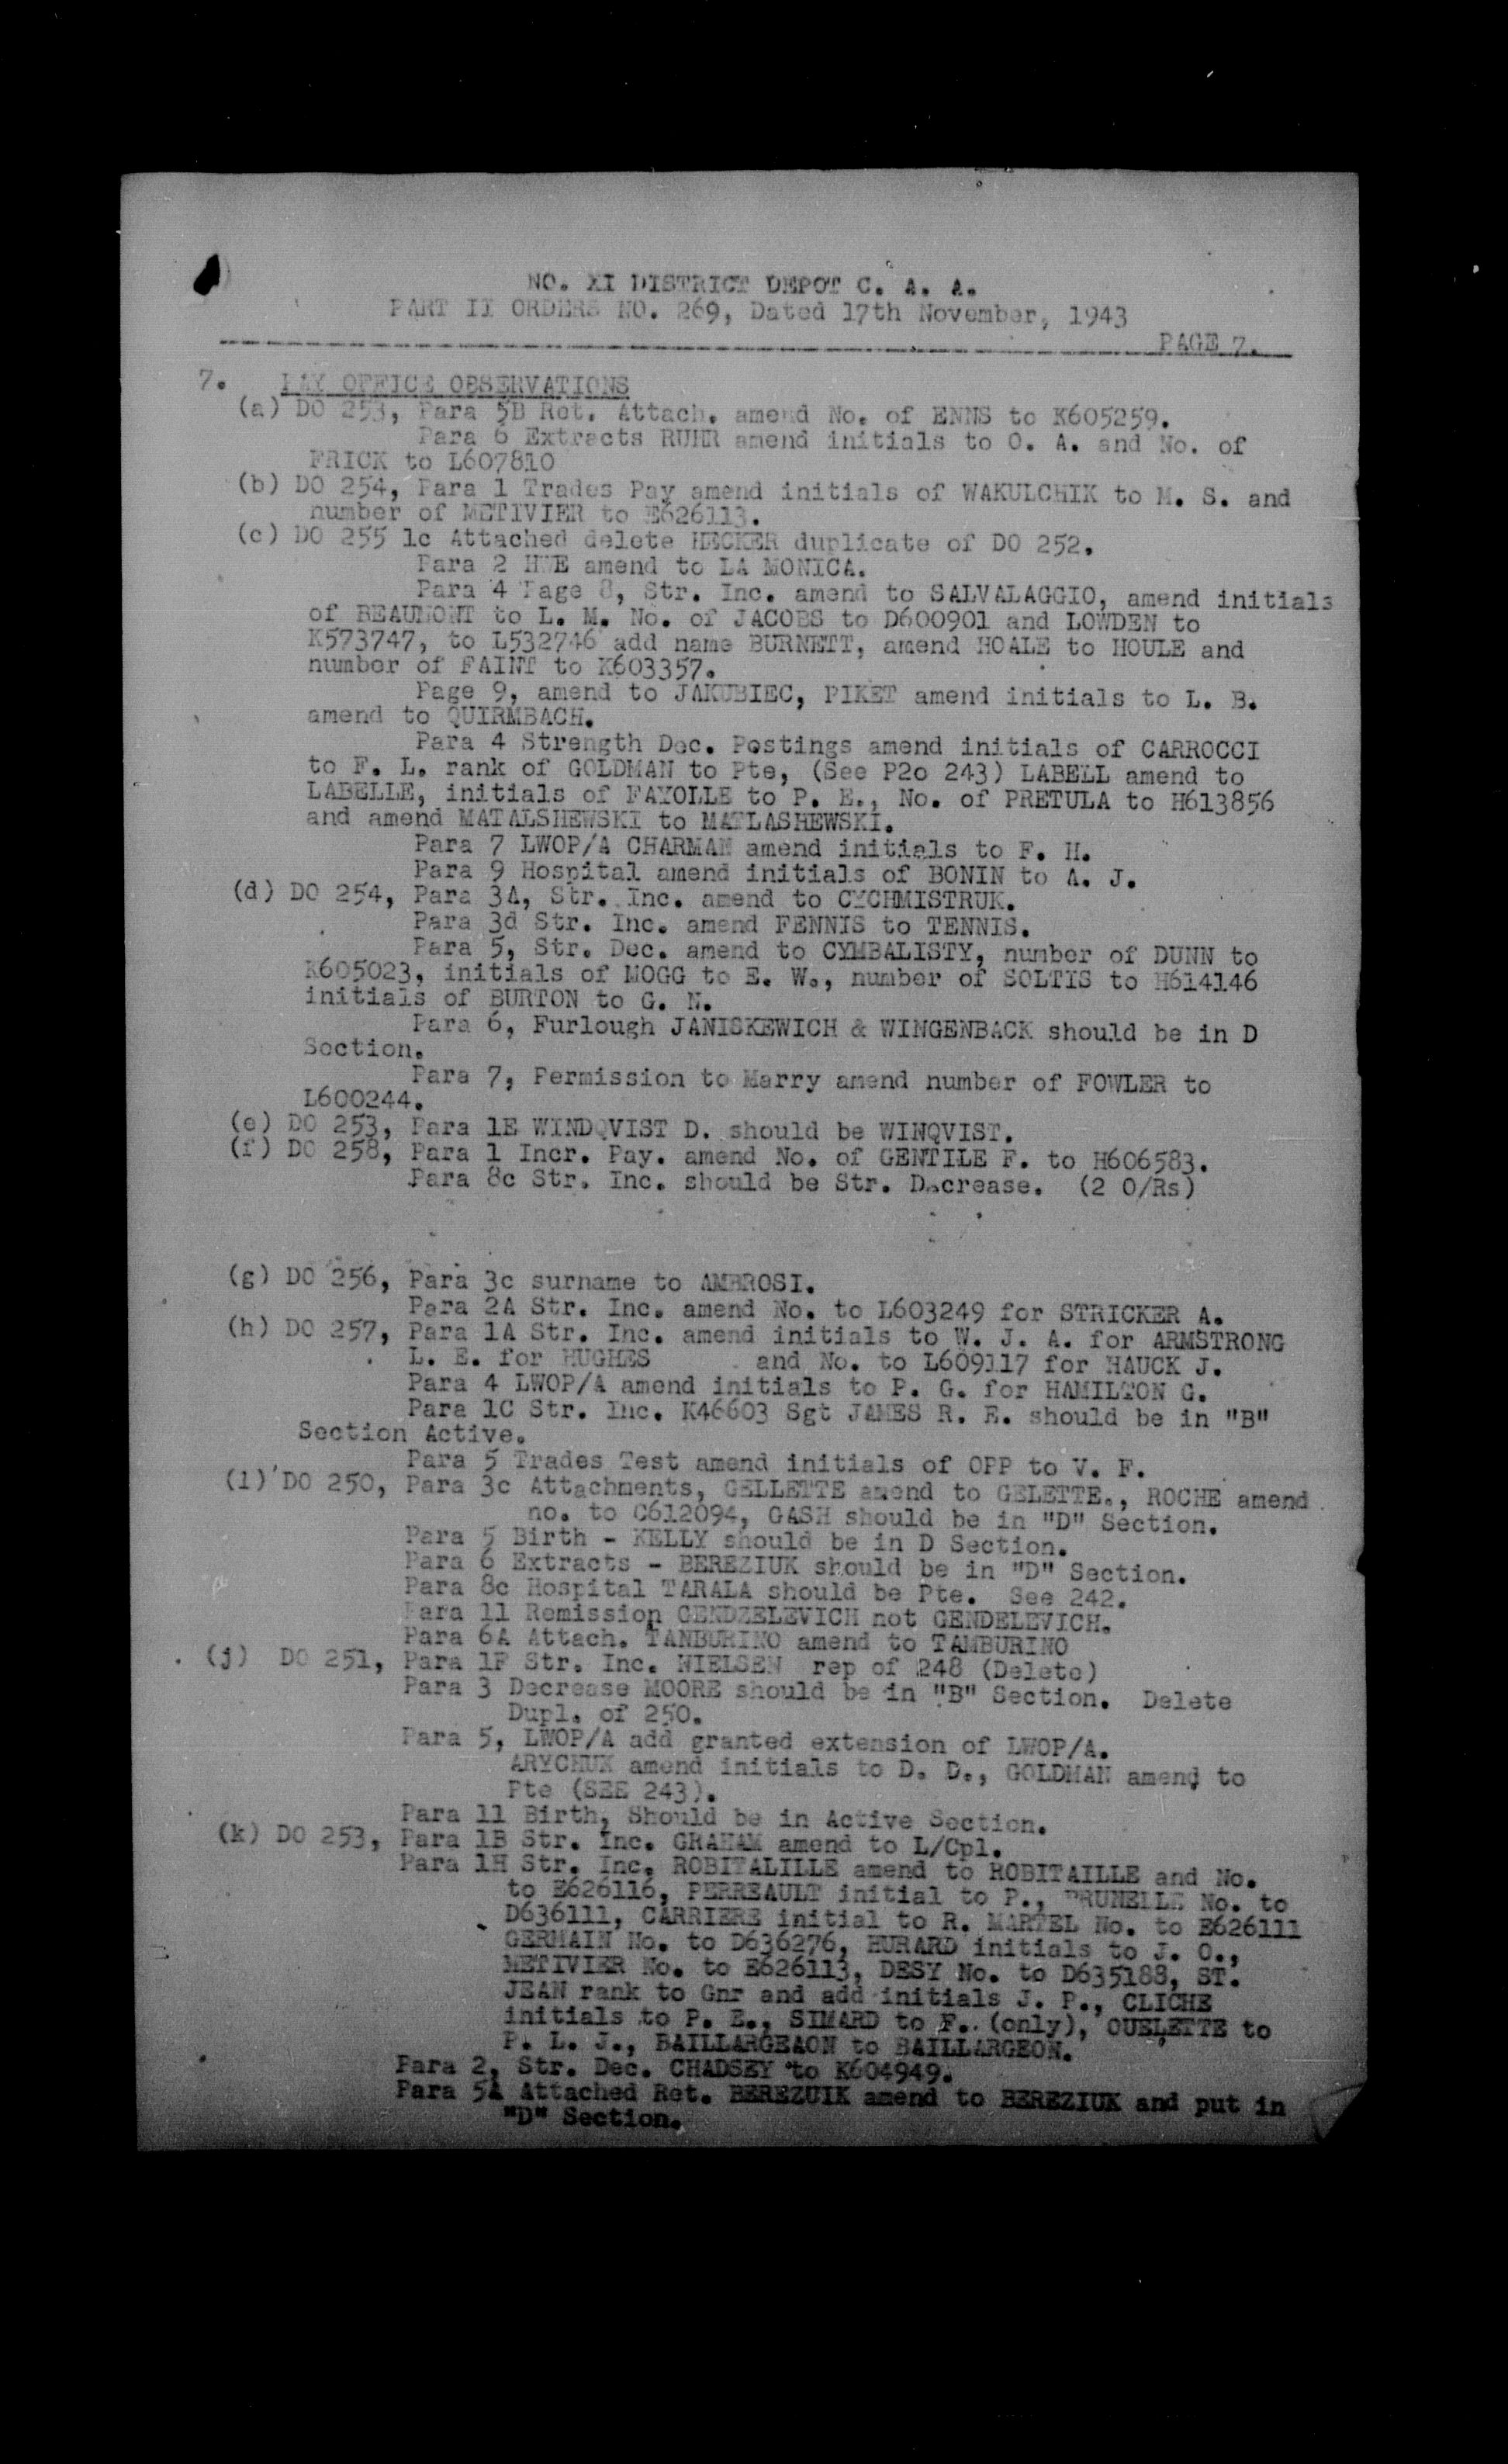 NO. XI DISTRICT DEPOT C. A. A.
PART II ORDERS NO. 269, Dated 17th November, 1943
PAGE 7.
7. PAY OFFICE OBSERVATIONS
(a) DO 253, Para 5B Ret. Attach. amend No. of ENNS to K605259.
Para 6 Extracts RUHR amend initials to O. A. and No. of
FRICK to L607810
(b) DO 254, Para 1 Trades Pay amend initials of WAKULCHIK to M. S. and
number of METIVIER to E626113.
(c) DO 255 1c Attached delete HECKER duplicate of DO 252.
Para 2 HWE amend to LA MONICA.
Para 4 Page 8, Str. Inc. amend to SALVALAGGIO, amend initials
of BEAUMONT to L. M. No. of JACOBS to D600901 and LOWDEN to
K573747, to L532746 add name BURNETT, amend HOALE to HOULE and
number of FAINT to K603357.
Page 9, amend to JAKUBIEC, PIKET amend initials to L. B.
amend to QUIRMBACH.
Para 4 Strength Dec. Postings amend initials of CARROCCI
to F. L. rank of GOLDMAN to Pte, (See P2o 243) LABELL amend to
LABELLE, initials of FAYOLLE to P. E., No. of PRETULA to H613856
and amend MATALSHEWSKI to MATLASHEWSKI.
Para 7 LWOP/A CHARMAN amend initials to F. H.
Para 9 Hospital amend initials of BONIN to A. J.
(d) DO 254, Para 3A, Str. Inc. amend to CYCHMISTRUK.
Para 3d Str. Inc. amend FENNIS to TENNIS.
Para 5, Str. Dec. amend to CYMBALISTY, number of DUNN to
K605023, initials of MOGG to E. W., number of SOLTIS to H614146
initials of BURTON to G. N.
Para 6, Furlough JANISKEWICH & WINGENBACK should be in D
Section.
Para 7, Permission to Marry amend number of FOWLER to
L600244.
(e) DO 253, Para 1E WINDQVIST D. should be WINQVIST.
(f) DO 258, Para 1 Incr. Pay. amend No. of GENTILE F. to H606583.
Para 8c Str. Inc. should be Str. Decrease. (2 O/Rs)
(g) DO 256, Para 3c surname to AMBROSI.
Para 2A Str. Inc. amend No. to L603249 for STRICKER A.
(h) DO 257, Para 1A Str. Inc. amend initials to W. J. A. for ARMSTRONG
L. E. for HUGHES and No. to L609117 for HAUCK J.
Para 4 LWOP/A amend initials to P. G. for HAMILTON G.
Para 1C Str. Inc. K46603 Sgt JAMES R. E. should be in "B"
Section Active.
Para 5 Trades Test amend initials of OPP to V. F.
(i) DO 250, Para 3c Attachments, GELLETTE amend to GELETTE., ROCHE amend
no. to C612094, GASH should be in "D" Section.
Para 5 Birth - KELLY should be in D Section.
Para 6 Extracts - BEREZIUK should be in "D" Section.
Para 8c Hospital TARALA should be Pte. See 242.
Para 11 Remission GENDZELEVICH not GENDELEVICH.
Para 6A Attach. TANBURINO amend to TAMBURINO
(j) DO 251, Para 1F Str. Inc. NIELSEN rep of 248 (Delete)
Para 3 Decrease MOORE should be in "B" Section. Delete
Dupl. of 250.
Para 5, LWOP/A add granted extension of LWOP/A.
ARYCHUK amend initials to D. D., GOLDMAN amend to
Pte (SEE 243).
Para 11 Birth, Should be in Active Section.
(k) DO 253, Para 1B Str. Inc. GRAHAM amend to L/Cpl.
Para 1H Str. Inc. ROBITALILLE amend to ROBITAILLE and No.
to E626116, PERREAULT initial to P., PRUNELLE No. to
D636111, CARRIERE initial to R. MARTEL No. to E626111
GERMAIN No. to D636276, HURARD initials to J. O.,
METIVIER No. to E626113, DESY No. to D635188, ST.
JEAN rank to Gnr and add initials J. P., CLICHE
initials to P. E., SIMARD to F. (only), OUELETTE to
P. L. J., BAILLARGEAON to BAILLARGEON.
Para 2, Str. Dec. CHADSEY to K604949.
Para 5A Attached Ret. BEREZUIK amend to BEREZIUK and put in
"D" Section.